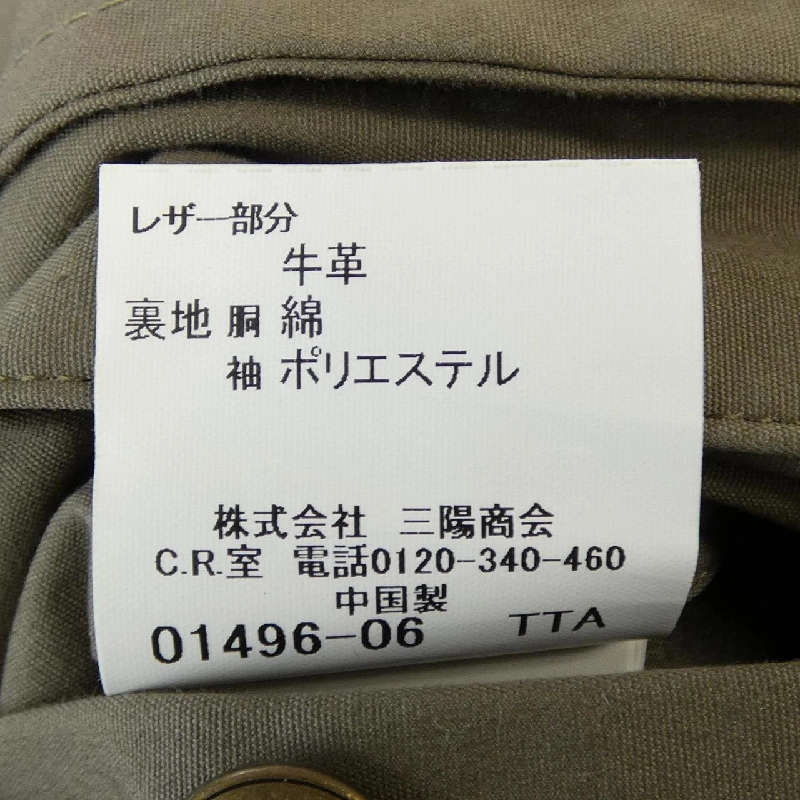 レザー部分
牛革
裏地 胴 綿
袖 ポリエステル
株式会社 三陽商会
C.R.室 電話0120-340-460
中国製
01496-06 TTA